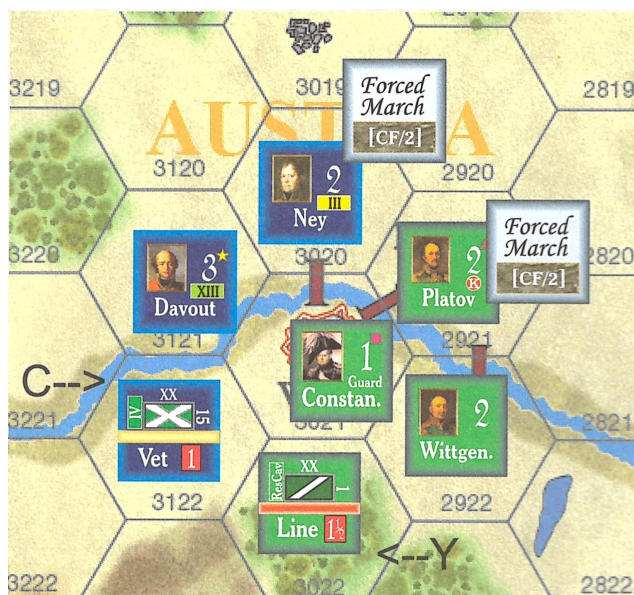 3219
3019
2819
Forced
March
[CF/2]
3120
2920
2
III
Ney
3220
3020
2820
Forced
March
[CF/2]
3
XIII
Davout
2
K
Platov
3121
2921
1
Guard
Constan.
C-->
3221
2821
XX
IV
15
Vet 1
2
Wittgen.
3122
2922
XX
ResCav
1
Line 1½
<--Y
3222
3022
2822